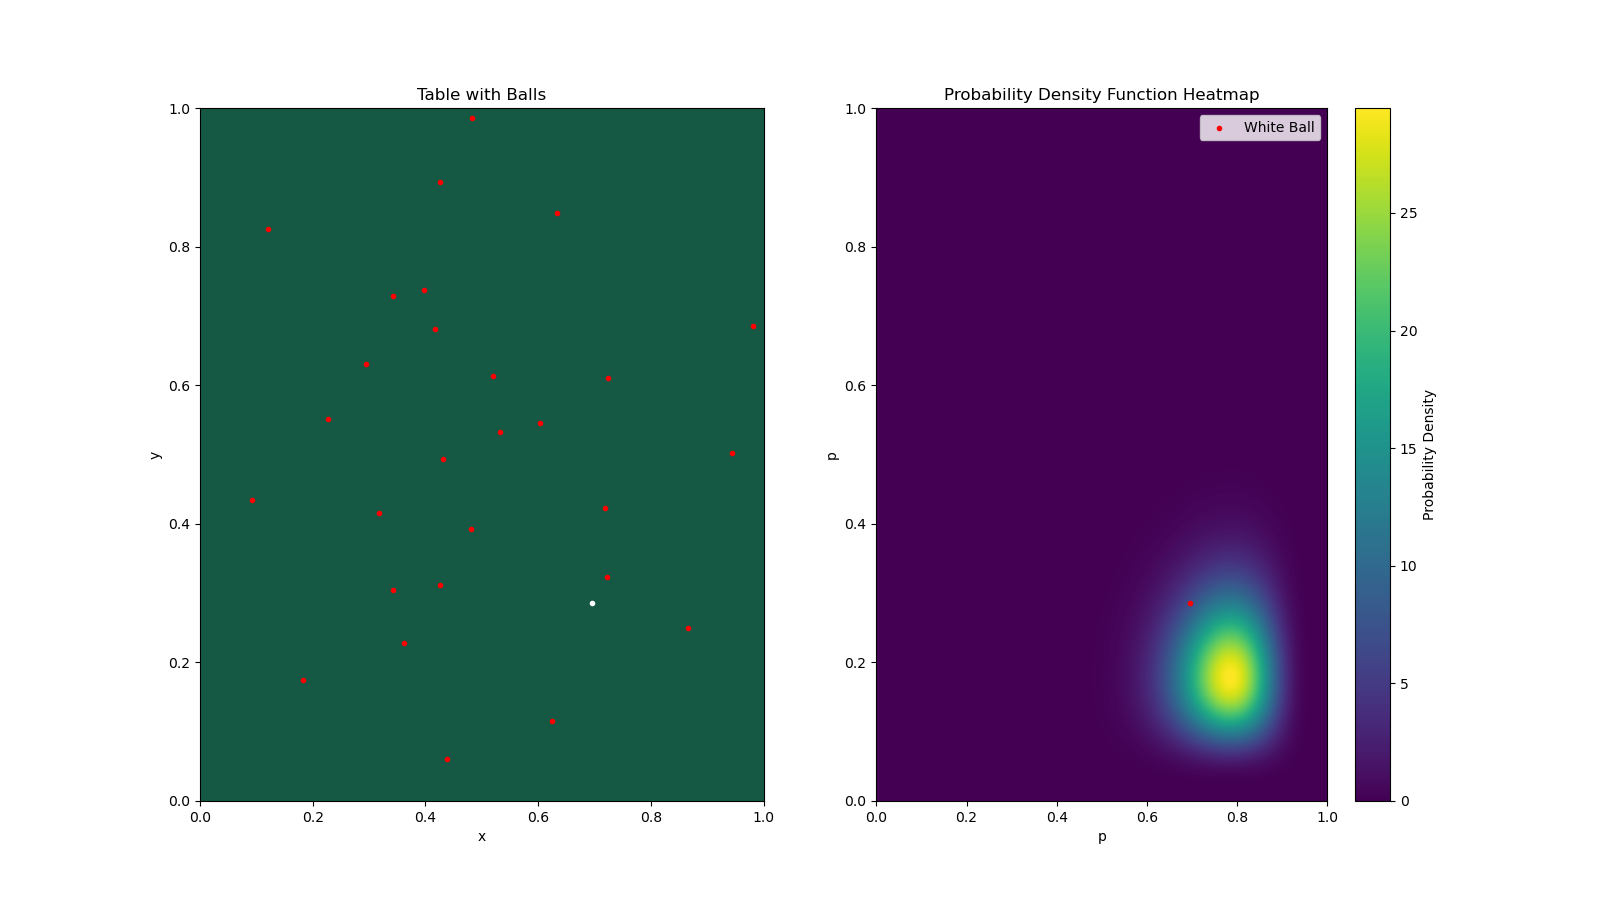 Table with Balls
1.0
0.8
0.6
0.4
0.2
0.0
y
0.0 0.2 0.4 0.6 0.8 1.0
x
Probability Density Function Heatmap
White Ball
1.0
0.8
0.6
0.4
0.2
0.0
p
0.0 0.2 0.4 0.6 0.8 1.0
p
25
20
15
10
5
0
Probability Density